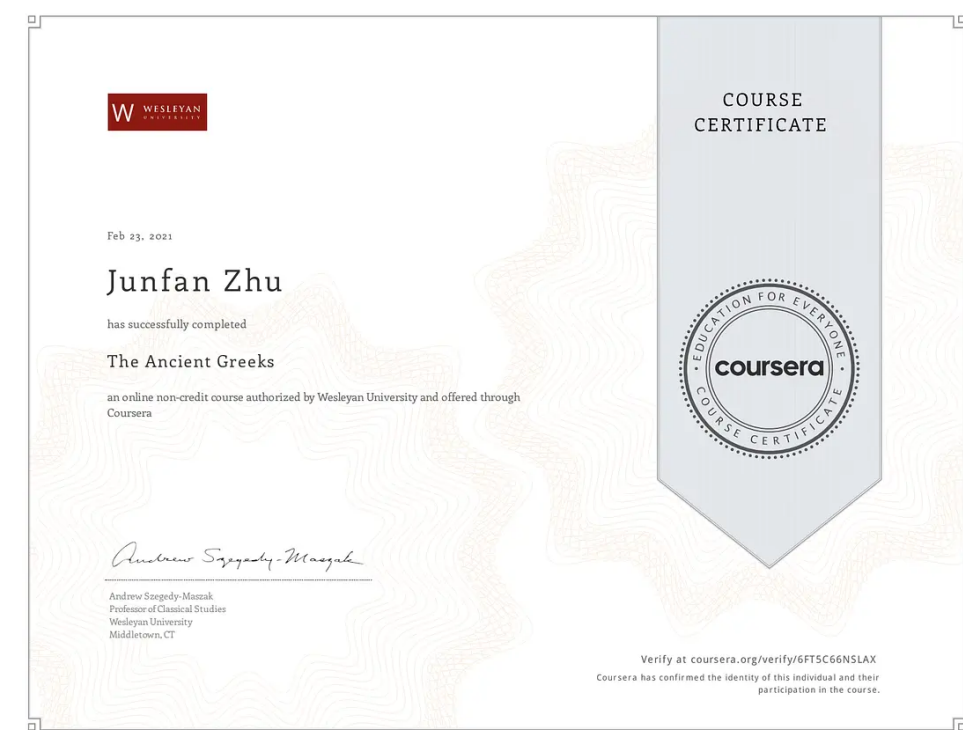 W WESLEYAN
UNIVERSITY
COURSE
CERTIFICATE
Feb 23, 2021
Junfan Zhu
has successfully completed
The Ancient Greeks
an online non-credit course authorized by Wesleyan University and offered through
Coursera
EDUCATION FOR EVERYONE
coursera
COURSE CERTIFICATE
Andrew Szegedy-Maszak
Andrew Szegedy-Maszak
Professor of Classical Studies
Wesleyan University
Middletown, CT
Verify at coursera.org/verify/6FT5C66NSLAX
Coursera has confirmed the identity of this individual and their
participation in the course.